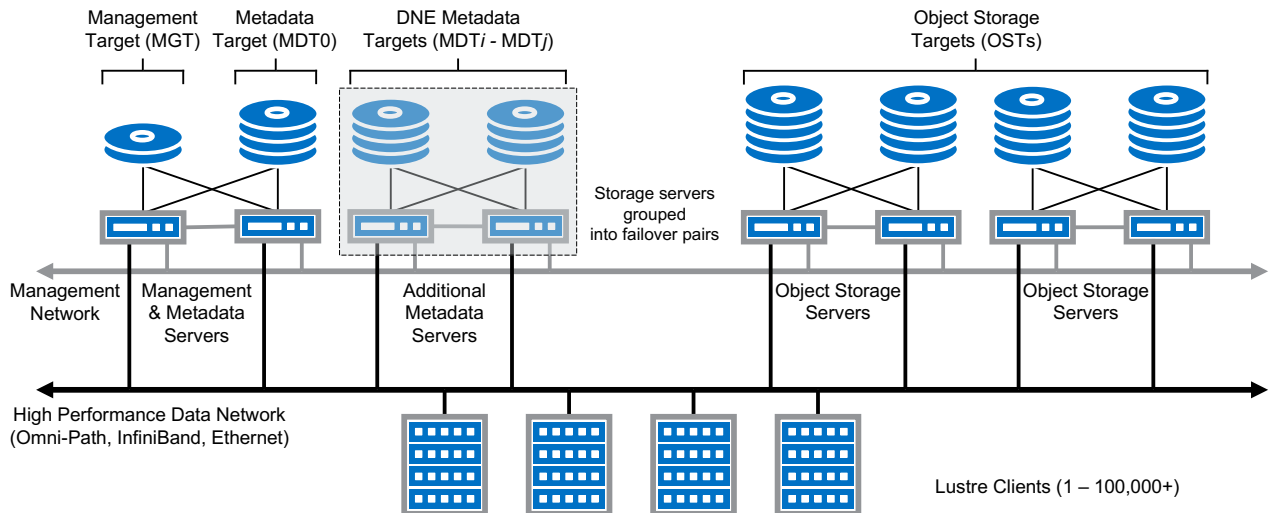 Management
Target (MGT)
Metadata
Target (MDT0)
DNE Metadata
Targets (MDTi - MDTj)
Object Storage
Targets (OSTs)
Storage servers
grouped
into failover pairs
Management
Network
Management
& Metadata
Servers
Additional
Metadata
Servers
Object Storage
Servers
Object Storage
Servers
High Performance Data Network
(Omni-Path, InfiniBand, Ethernet)
Lustre Clients (1 – 100,000+)